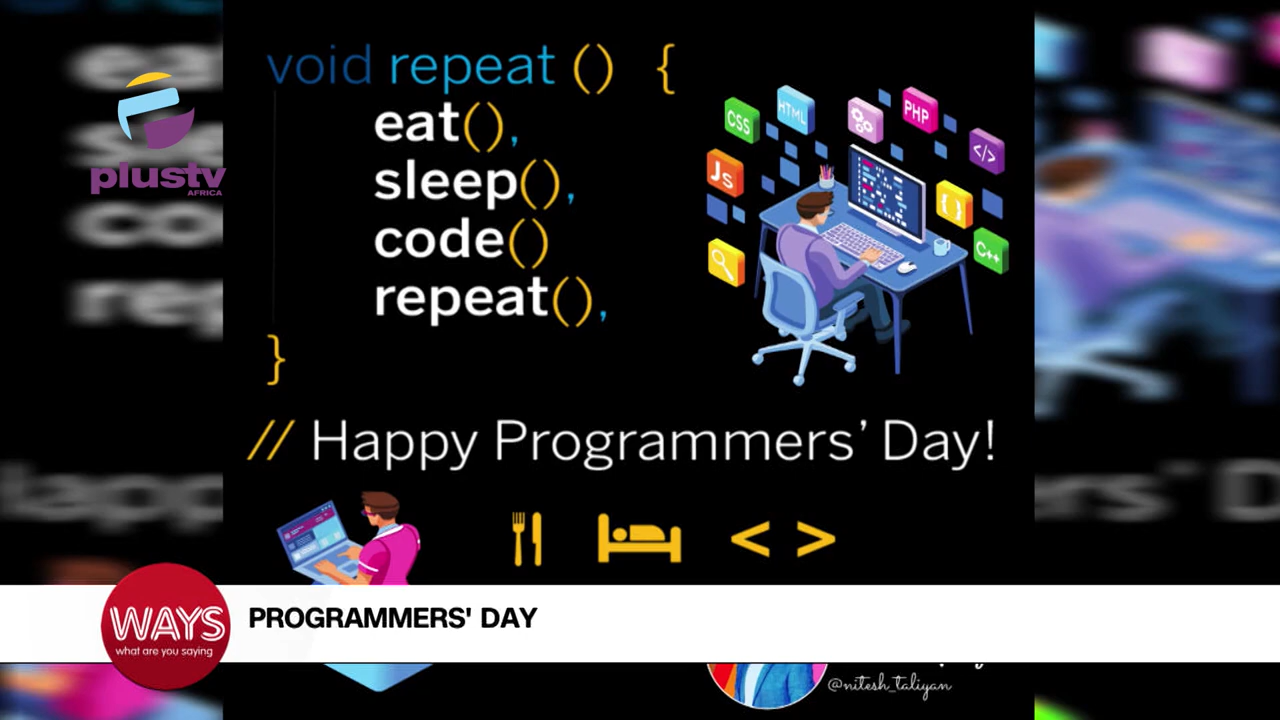 void repeat () {
eat(),
sleep(),
code()
repeat(),
}
// Happy Programmers' Day!
< >
CSS
HTML
PHP
</>
Js
{ }
C++
plustv
AFRICA
WAYS
what are you saying
PROGRAMMERS' DAY
@nitesh_taliyan